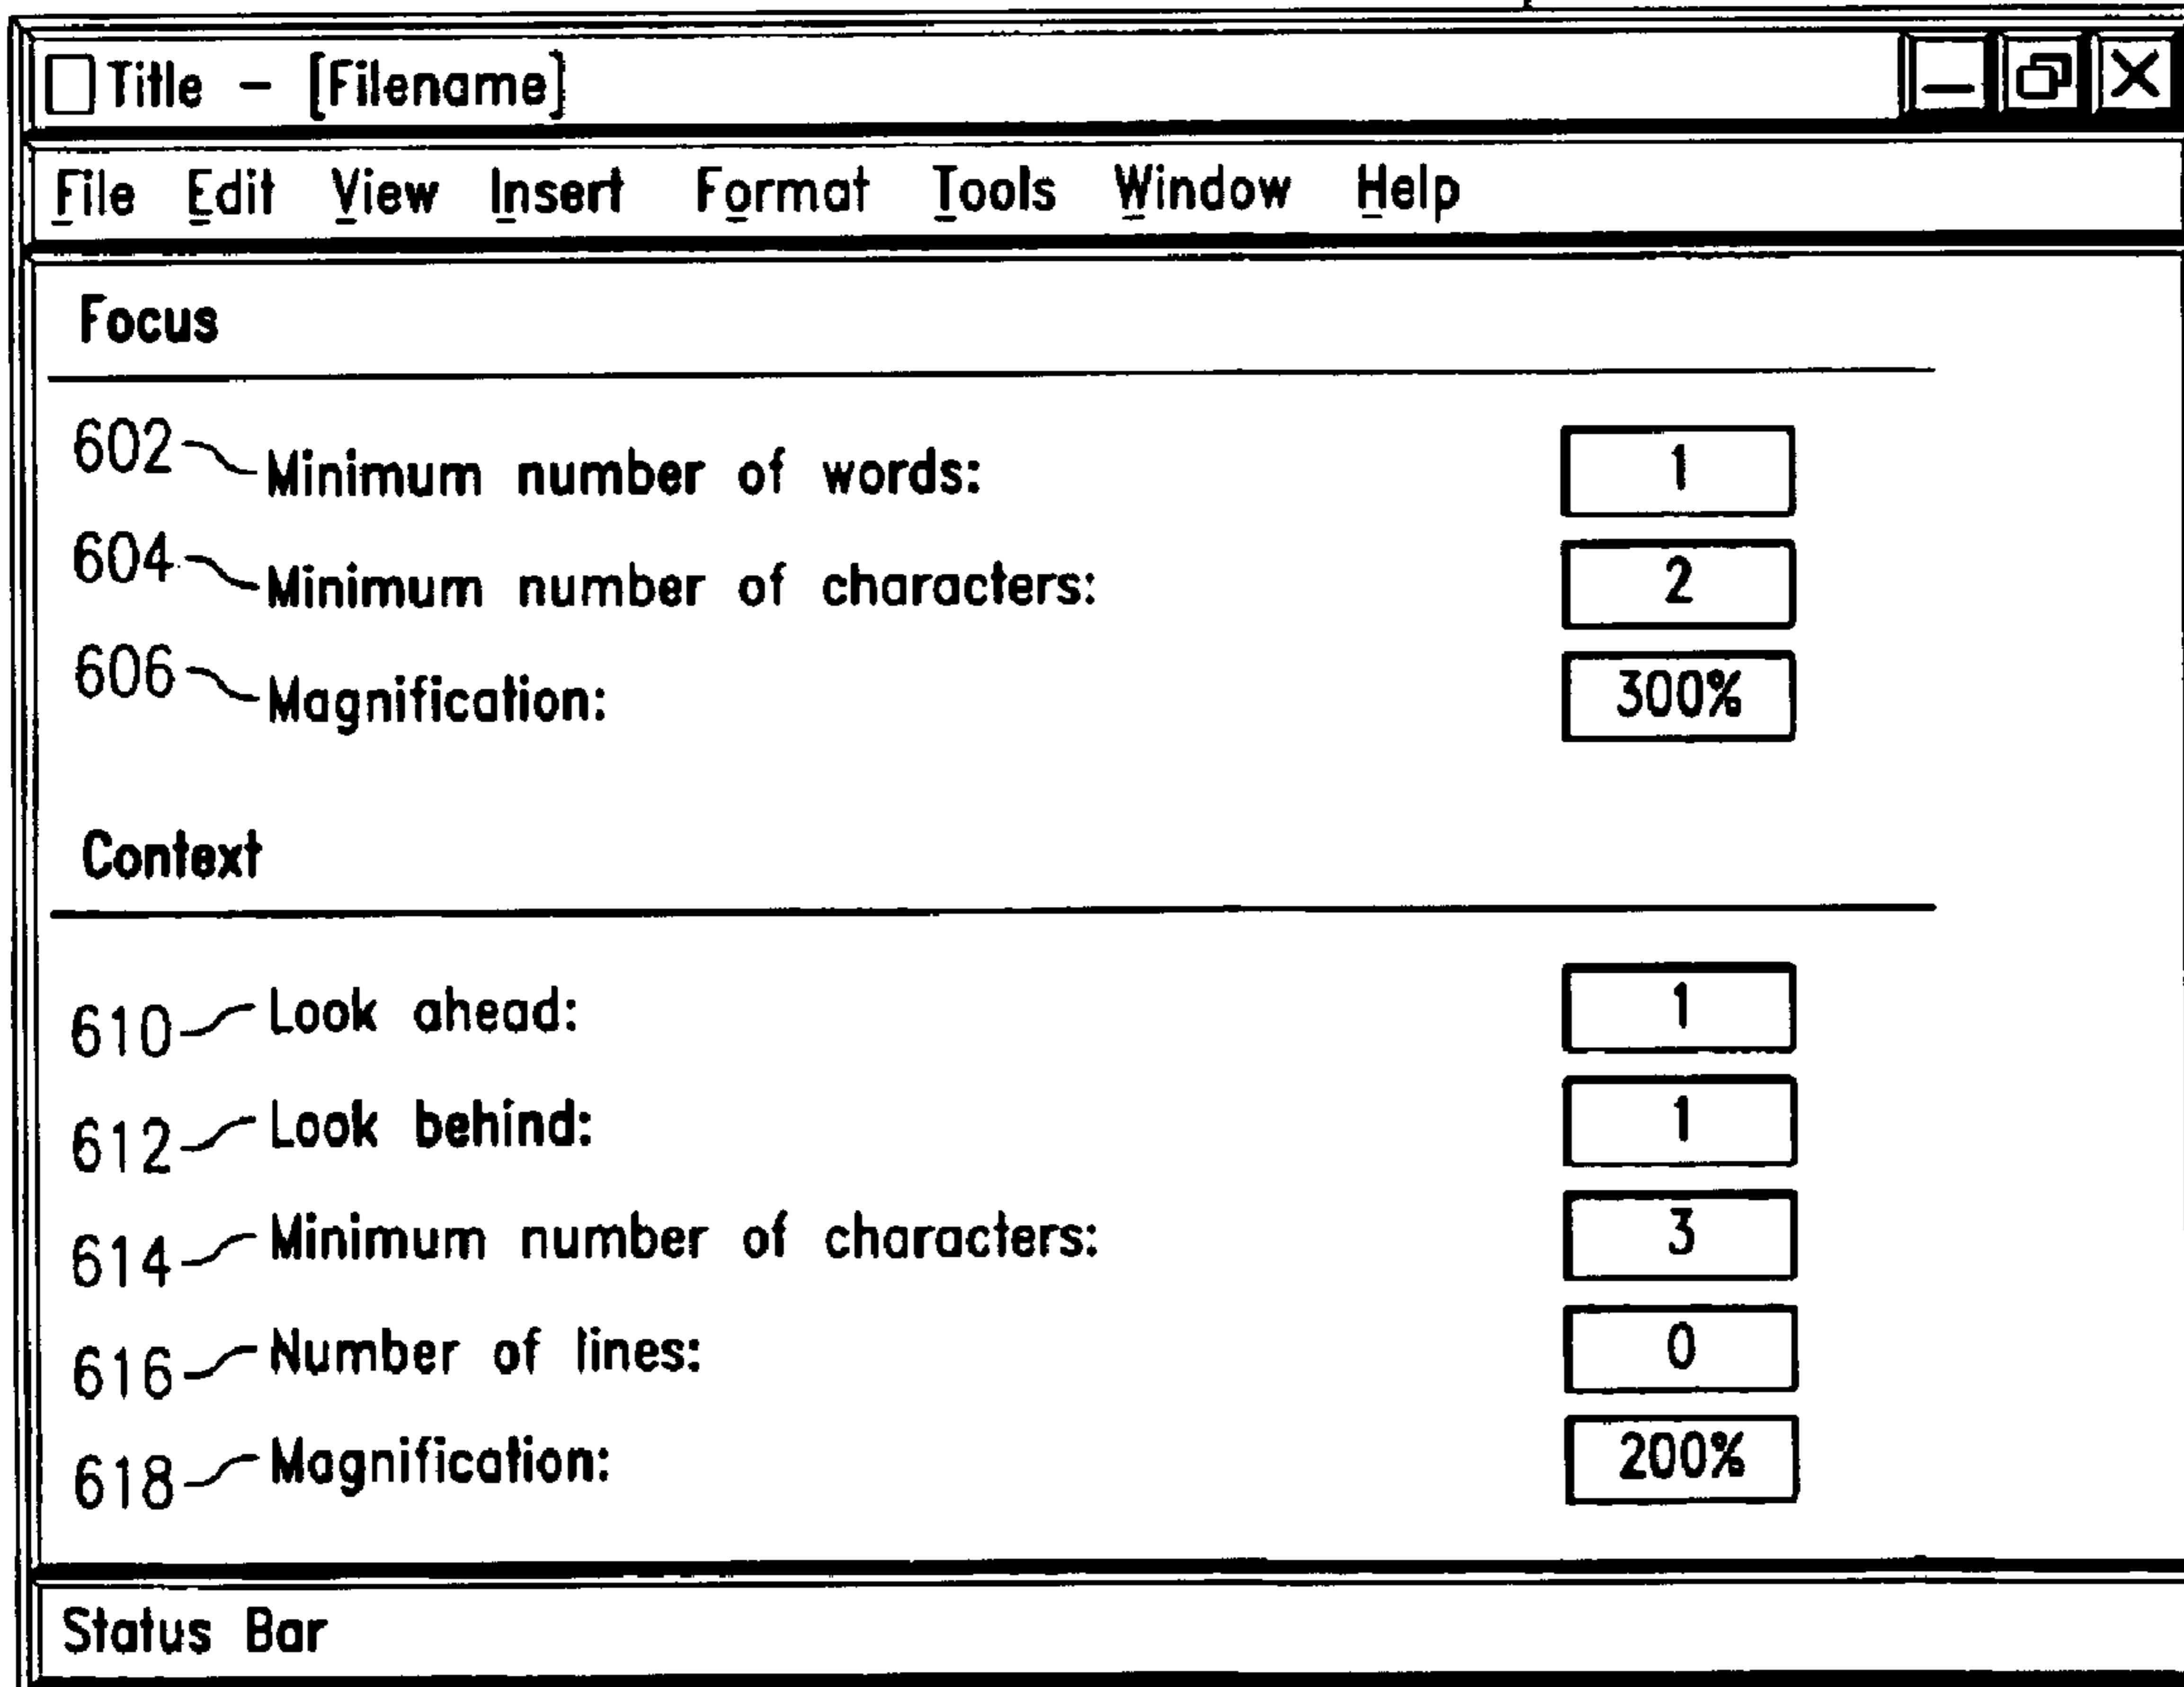 Title - [Filename]
File Edit View Insert Format Tools Window Help
Focus
602 Minimum number of words: 1
604 Minimum number of characters: 2
606 Magnification: 300%
Context
610 Look ahead: 1
612 Look behind: 1
614 Minimum number of characters: 3
616 Number of lines: 0
618 Magnification: 200%
Status Bar